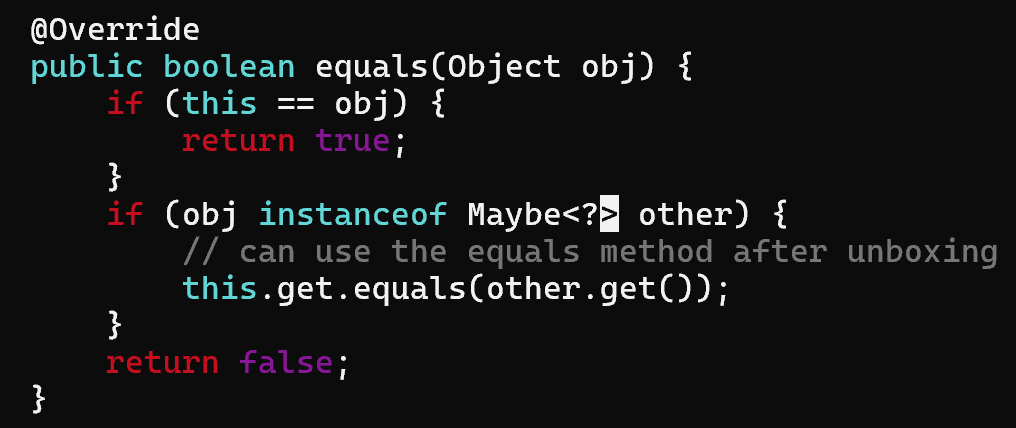 @Override
public boolean equals(Object obj) {
    if (this == obj) {
        return true;
    }
    if (obj instanceof Maybe<?> other) {
        // can use the equals method after unboxing
        this.get.equals(other.get());
    }
    return false;
}